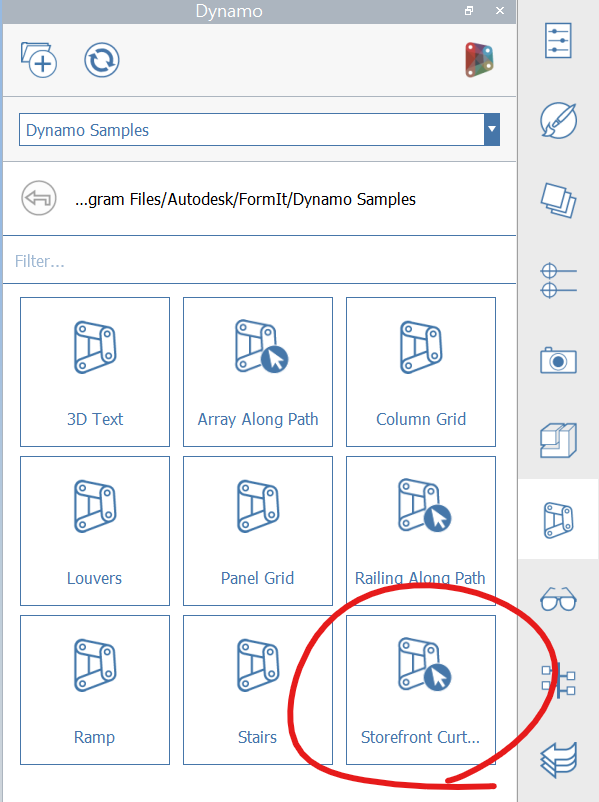 Dynamo
Dynamo Samples
...gram Files/Autodesk/FormIt/Dynamo Samples
Filter...
3D Text
Array Along Path
Column Grid
Louvers
Panel Grid
Railing Along Path
Ramp
Stairs
Storefront Curt...